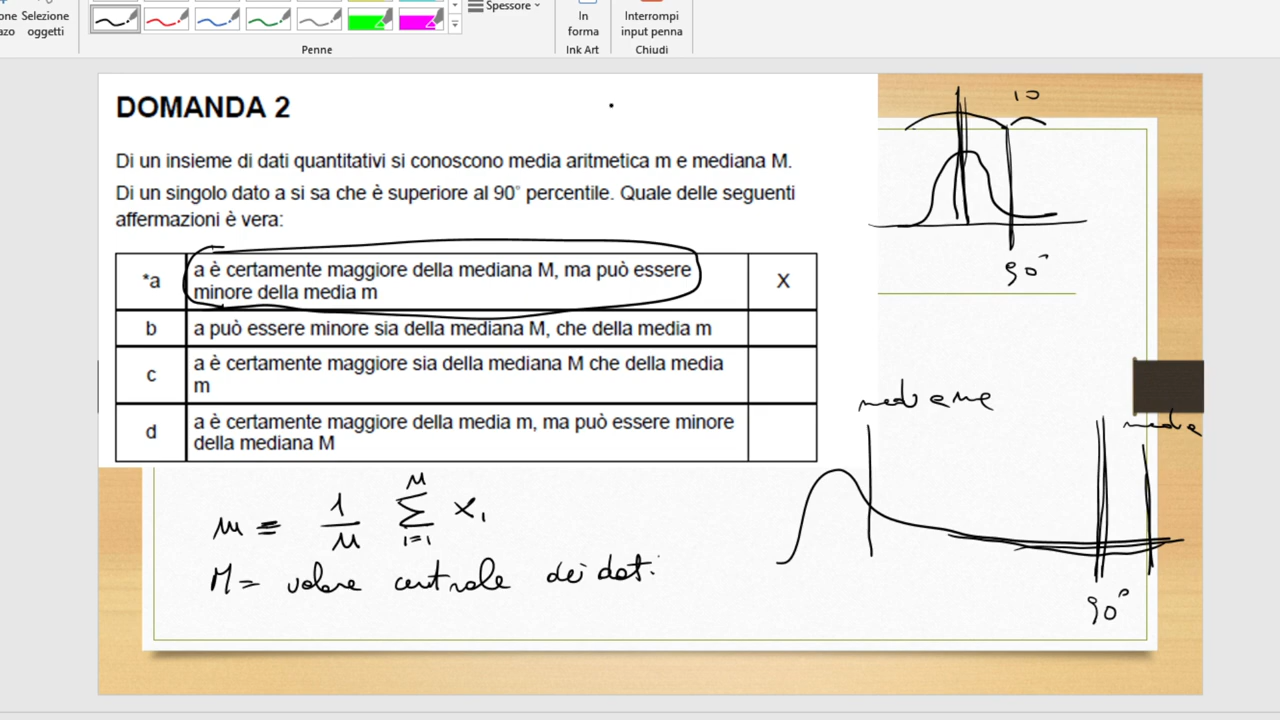 one Selezione
azo oggetti
Spessore
In
forma
Interrompi
input penna
Penne
Ink Art
Chiudi
DOMANDA 2
Di un insieme di dati quantitativi si conoscono media aritmetica m e mediana M.
Di un singolo dato a si sa che è superiore al 90° percentile. Quale delle seguenti
affermazioni è vera:
*a
a è certamente maggiore della mediana M, ma può essere
minore della media m
X
b
a può essere minore sia della mediana M, che della media m
c
a è certamente maggiore sia della mediana M che della media
m
d
a è certamente maggiore della media m, ma può essere minore
della mediana M
10
90°
mediana
media
90°
m = 1/n n Σ i=1 xi
M = valore centrale dei dati